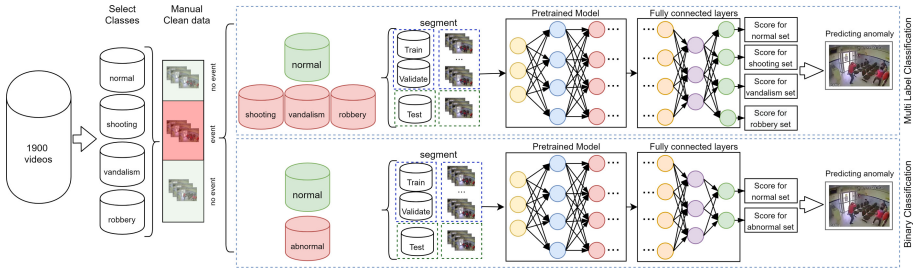 Select
Classes
Manual
Clean data
1900
videos
normal
shooting
vandalism
robbery
no event
event
no event
normal
shooting
vandalism
robbery
segment
Train
Validate
Test
...
Pretrained Model
...
...
...
...
Fully connected layers
...
...
...
...
Score for
normal set
Score for
shooting set
Score for
vandalism set
Score for
robbery set
Predicting anomaly
Multi Label Classification
normal
abnormal
segment
Train
Validate
Test
...
Pretrained Model
...
...
...
...
Fully connected layers
...
...
...
...
Score for
normal set
Score for
abnormal set
Predicting anomaly
Binary Classification